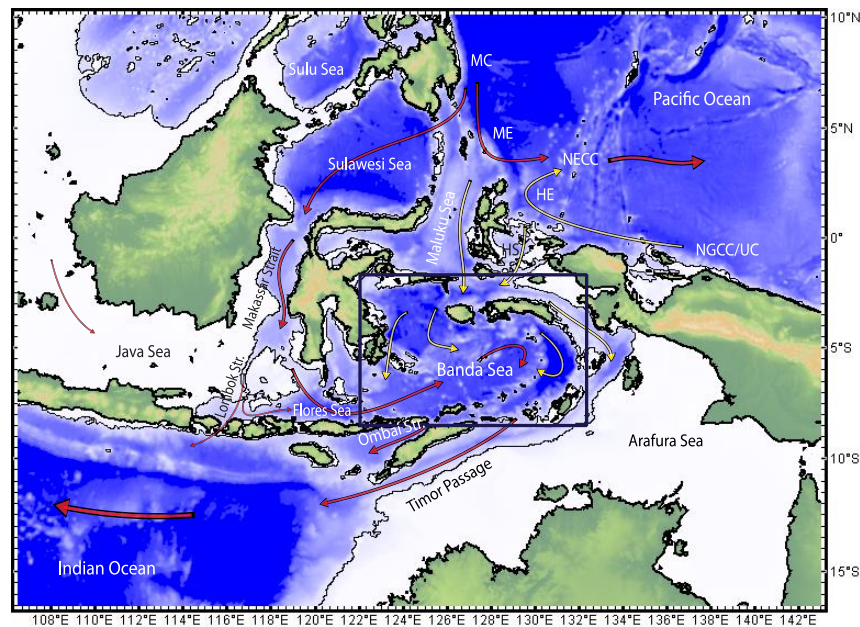 10°N
MC
Sulu Sea
Pacific Ocean
5°N
ME
NECC
Sulawesi Sea
HE
Maluku Sea
0°
HS
NGCC/UC
Makassar Strait
Java Sea
5°S
Banda Sea
Lombok Str.
Flores Sea
Ombai Str.
Arafura Sea
10°S
Timor Passage
Indian Ocean
15°S
108°E 110°E 112°E 114°E 116°E 118°E 120°E 122°E 124°E 126°E 128°E 130°E 132°E 134°E 136°E 138°E 140°E 142°E